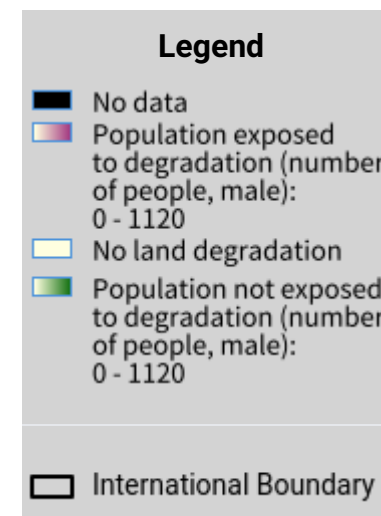 Legend
No data
Population exposed
to degradation (number
of people, male):
0 - 1120
No land degradation
Population not exposed
to degradation (number
of people, male):
0 - 1120
International Boundary